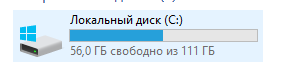 Локальный диск (C:)
56,0 ГБ свободно из 111 ГБ